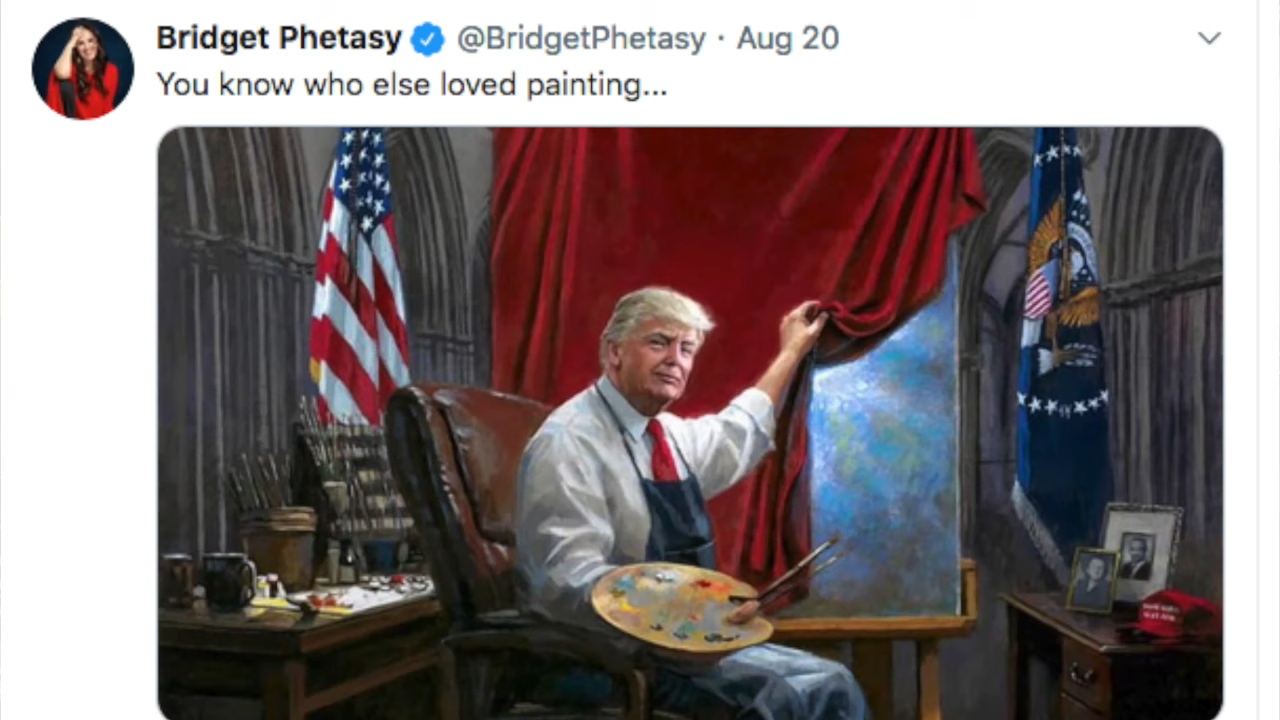 Bridget Phetasy @BridgetPhetasy · Aug 20
You know who else loved painting...